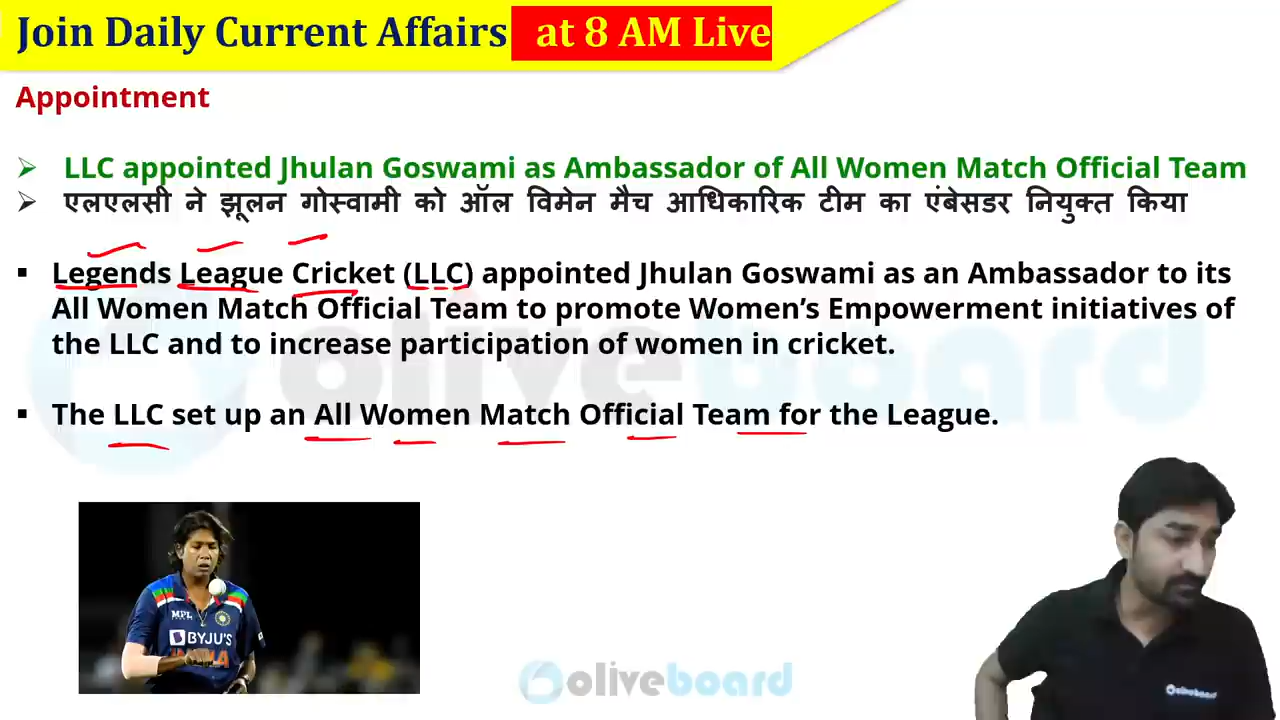 Join Daily Current Affairs at 8 AM Live
Appointment
LLC appointed Jhulan Goswami as Ambassador of All Women Match Official Team
एलएलसी ने झूलन गोस्वामी को ऑल विमेन मैच आधिकारिक टीम का एंबेसडर नियुक्त किया
Legends League Cricket (LLC) appointed Jhulan Goswami as an Ambassador to its
All Women Match Official Team to promote Women’s Empowerment initiatives of
the LLC and to increase participation of women in cricket.
The LLC set up an All Women Match Official Team for the League.
oliveboard
MPL
BYJU'S
INDIA
oliveboard
oliveboard